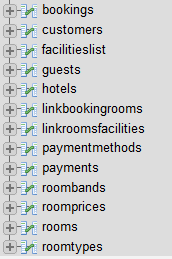 bookings
customers
facilitieslist
guests
hotels
linkbookingrooms
linkroomsfacilities
paymentmethods
payments
roombands
roomprices
rooms
roomtypes